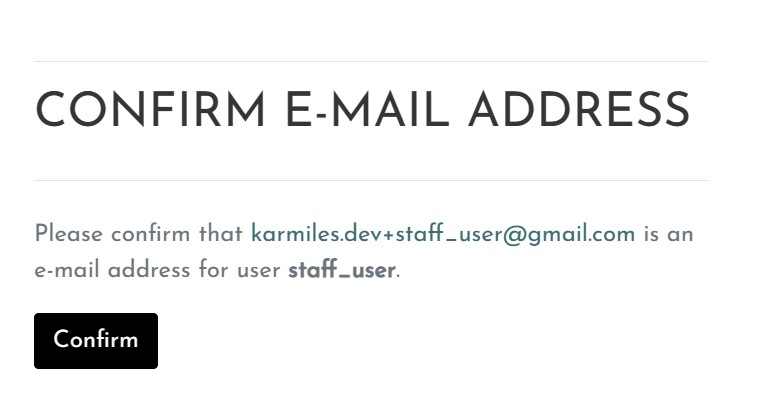 CONFIRM E-MAIL ADDRESS
Please confirm that karmiles.dev+staff_user@gmail.com is an
e-mail address for user staff_user.
Confirm